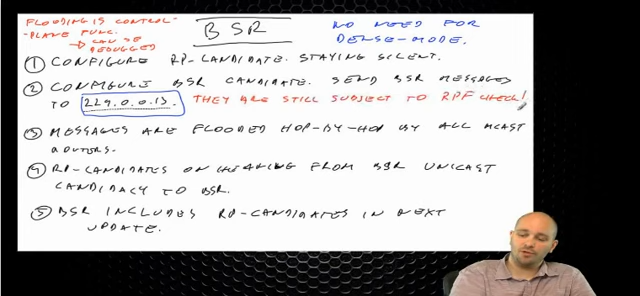 FLOODING IS CONTROL-
-PLANE FUNC.
→ CAN BE
DEBUGGED
BSR
NO NEED FOR
DENSE-MODE.
① CONFIGURE RP-CANDIDATE. STAYING SILENT.
② CONFIGURE BSR CANDIDATE. SEND BSR MESSAGES
TO 224.0.0.13. THEY ARE STILL SUBJECT TO RPF CHECK!
③ MESSAGES ARE FLOODED HOP-BY-HOP BY ALL MCAST
ROUTERS.
④ RP-CANDIDATES ON HEARING FROM BSR UNICAST
CANDIDACY TO BSR.
⑤ BSR INCLUDES RP-CANDIDATES IN NEXT
UPDATE.